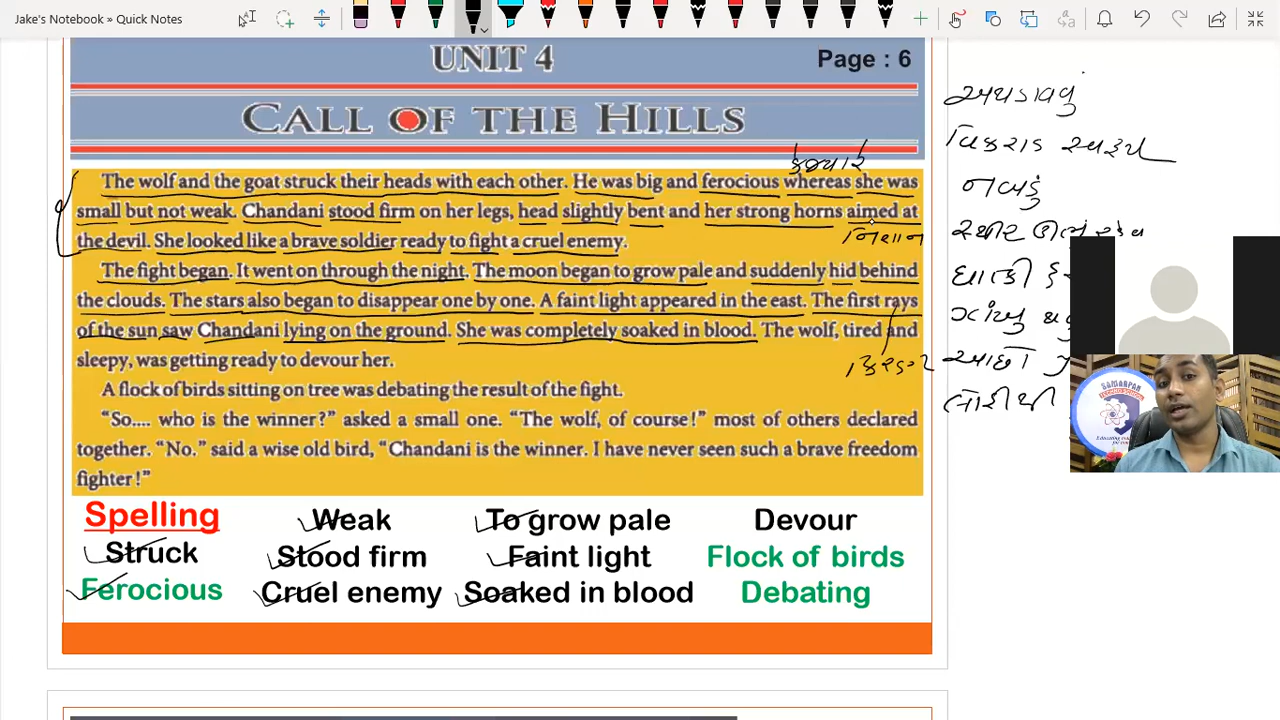 Jake's Notebook » Quick Notes
UNIT 4
Page : 6
CALL OF THE HILLS
The wolf and the goat struck their heads with each other. He was big and ferocious whereas she was
small but not weak. Chandani stood firm on her legs, head slightly bent and her strong horns aimed at
the devil. She looked like a brave soldier ready to fight a cruel enemy.
The fight began. It went on through the night. The moon began to grow pale and suddenly hid behind
the clouds. The stars also began to disappear one by one. A faint light appeared in the east. The first rays
of the sun saw Chandani lying on the ground. She was completely soaked in blood. The wolf, tired and
sleepy, was getting ready to devour her.
A flock of birds sitting on tree was debating the result of the fight.
“So.... who is the winner?” asked a small one. “The wolf, of course!” most of others declared
together. “No.” said a wise old bird, “Chandani is the winner. I have never seen such a brave freedom
fighter!”
Spelling Weak To grow pale Devour
Struck Stood firm Faint light Flock of birds
Ferocious Cruel enemy Soaked in blood Debating
જ્યારે
નિશાન
કિરણ
અથડાવવું
વિકરાળ સ્વરૂપ
નબળું